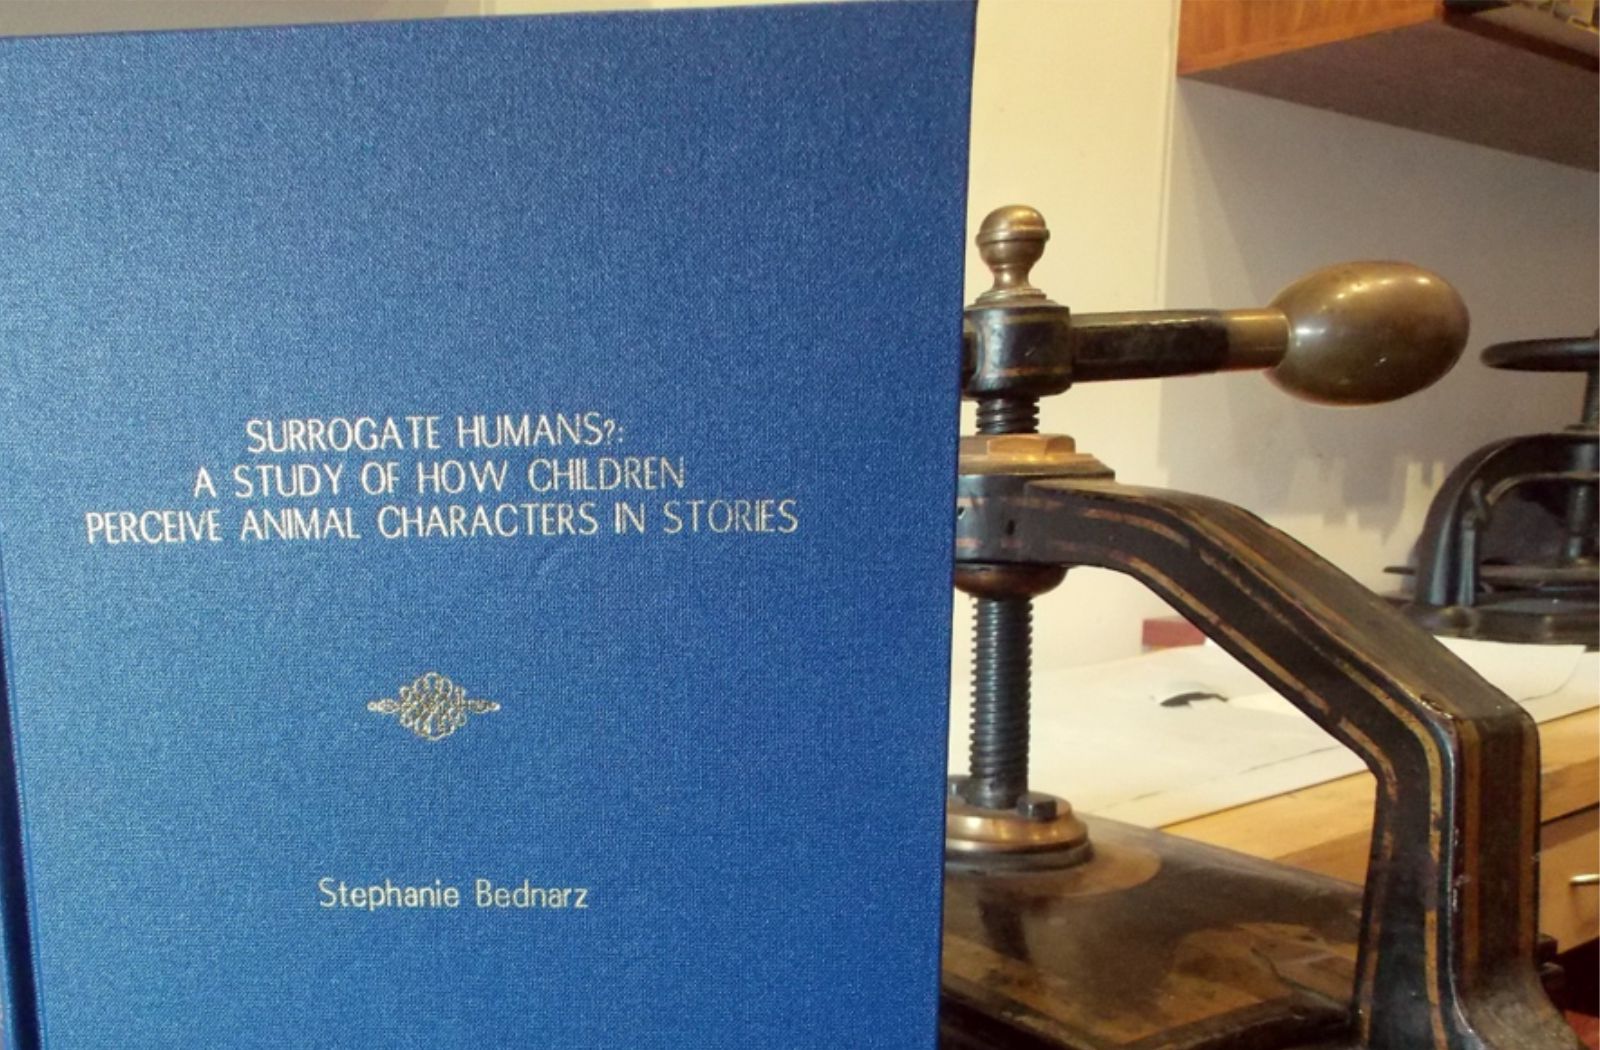 SURROGATE HUMANS?:
A STUDY OF HOW CHILDREN
PERCEIVE ANIMAL CHARACTERS IN STORIES
Stephanie Bednarz